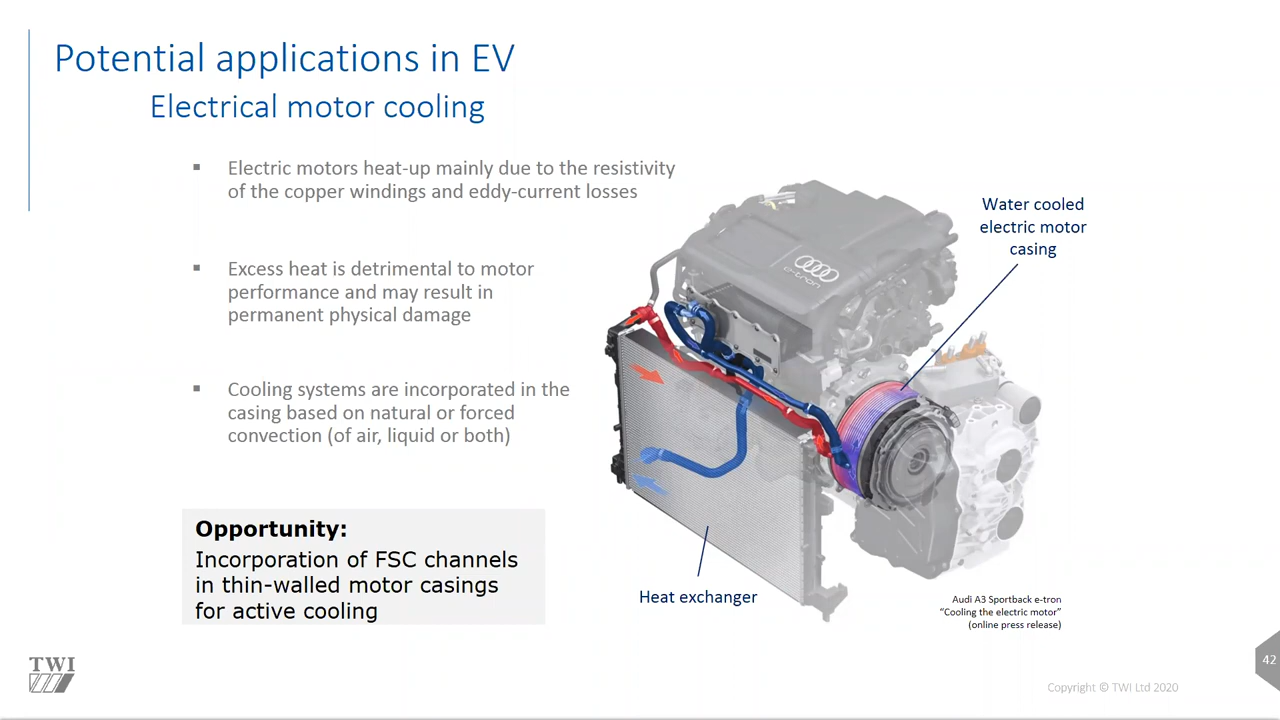 Potential applications in EV
Electrical motor cooling
▪ Electric motors heat-up mainly due to the resistivity
of the copper windings and eddy-current losses
▪ Excess heat is detrimental to motor
performance and may result in
permanent physical damage
▪ Cooling systems are incorporated in the
casing based on natural or forced
convection (of air, liquid or both)
Opportunity:
Incorporation of FSC channels
in thin-walled motor casings
for active cooling
Water cooled
electric motor
casing
e-tron
Heat exchanger
Audi A3 Sportback e-tron
“Cooling the electric motor”
(online press release)
TWI
42
Copyright © TWI Ltd 2020